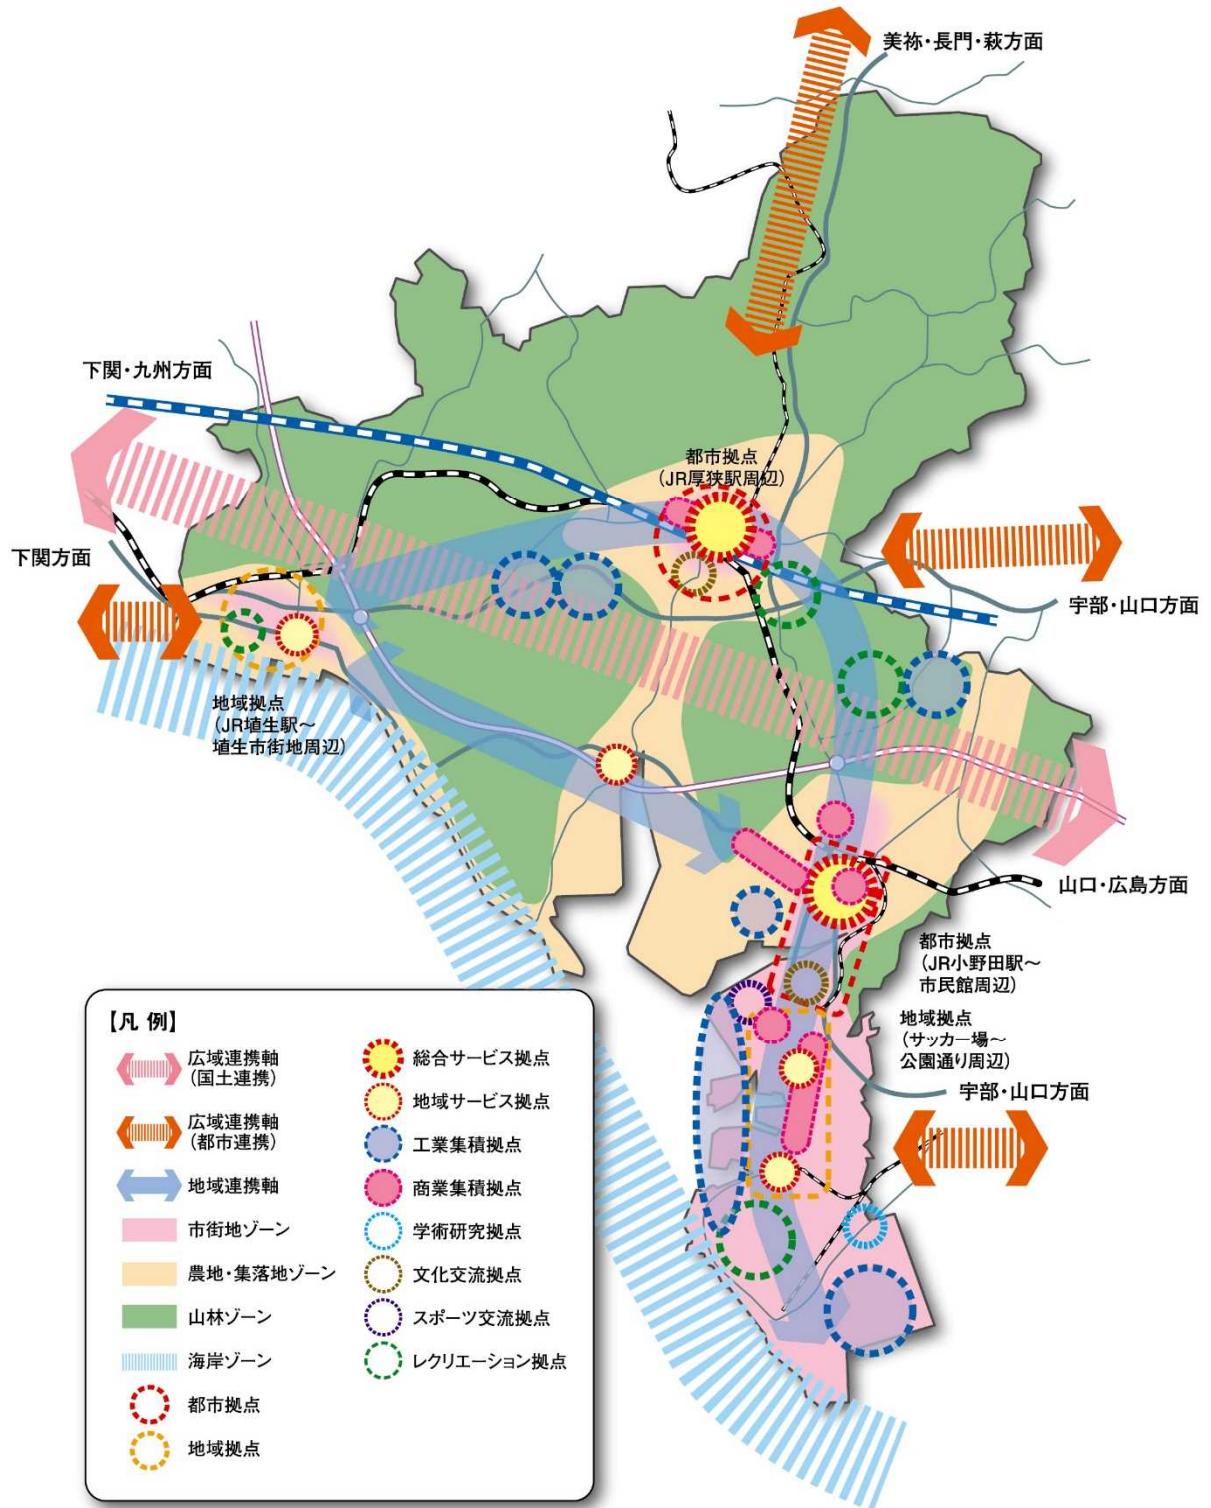 美祢・長門・萩方面
下関・九州方面
都市拠点
(JR厚狭駅周辺)
下関方面
宇部・山口方面
地域拠点
(JR埴生駅～
埴生市街地周辺)
山口・広島方面
都市拠点
(JR小野田駅～
市民館周辺)
地域拠点
(サッカー場～
公園通り周辺)
宇部・山口方面
【凡 例】
広域連携軸
(国土連携)
広域連携軸
(都市連携)
地域連携軸
市街地ゾーン
農地・集落地ゾーン
山林ゾーン
海岸ゾーン
都市拠点
地域拠点
総合サービス拠点
地域サービス拠点
工業集積拠点
商業集積拠点
学術研究拠点
文化交流拠点
スポーツ交流拠点
レクリエーション拠点